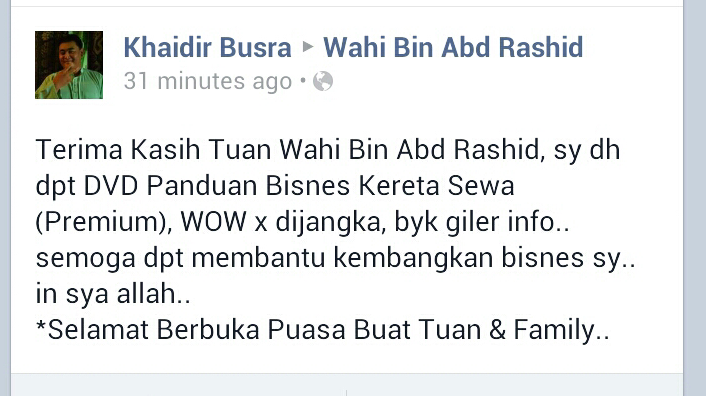 Khaidir Busra ▸ Wahi Bin Abd Rashid
31 minutes ago •
Terima Kasih Tuan Wahi Bin Abd Rashid, sy dh
dpt DVD Panduan Bisnes Kereta Sewa
(Premium), WOW x dijangka, byk giler info..
semoga dpt membantu kembangkan bisnes sy..
in sya allah..
*Selamat Berbuka Puasa Buat Tuan & Family..